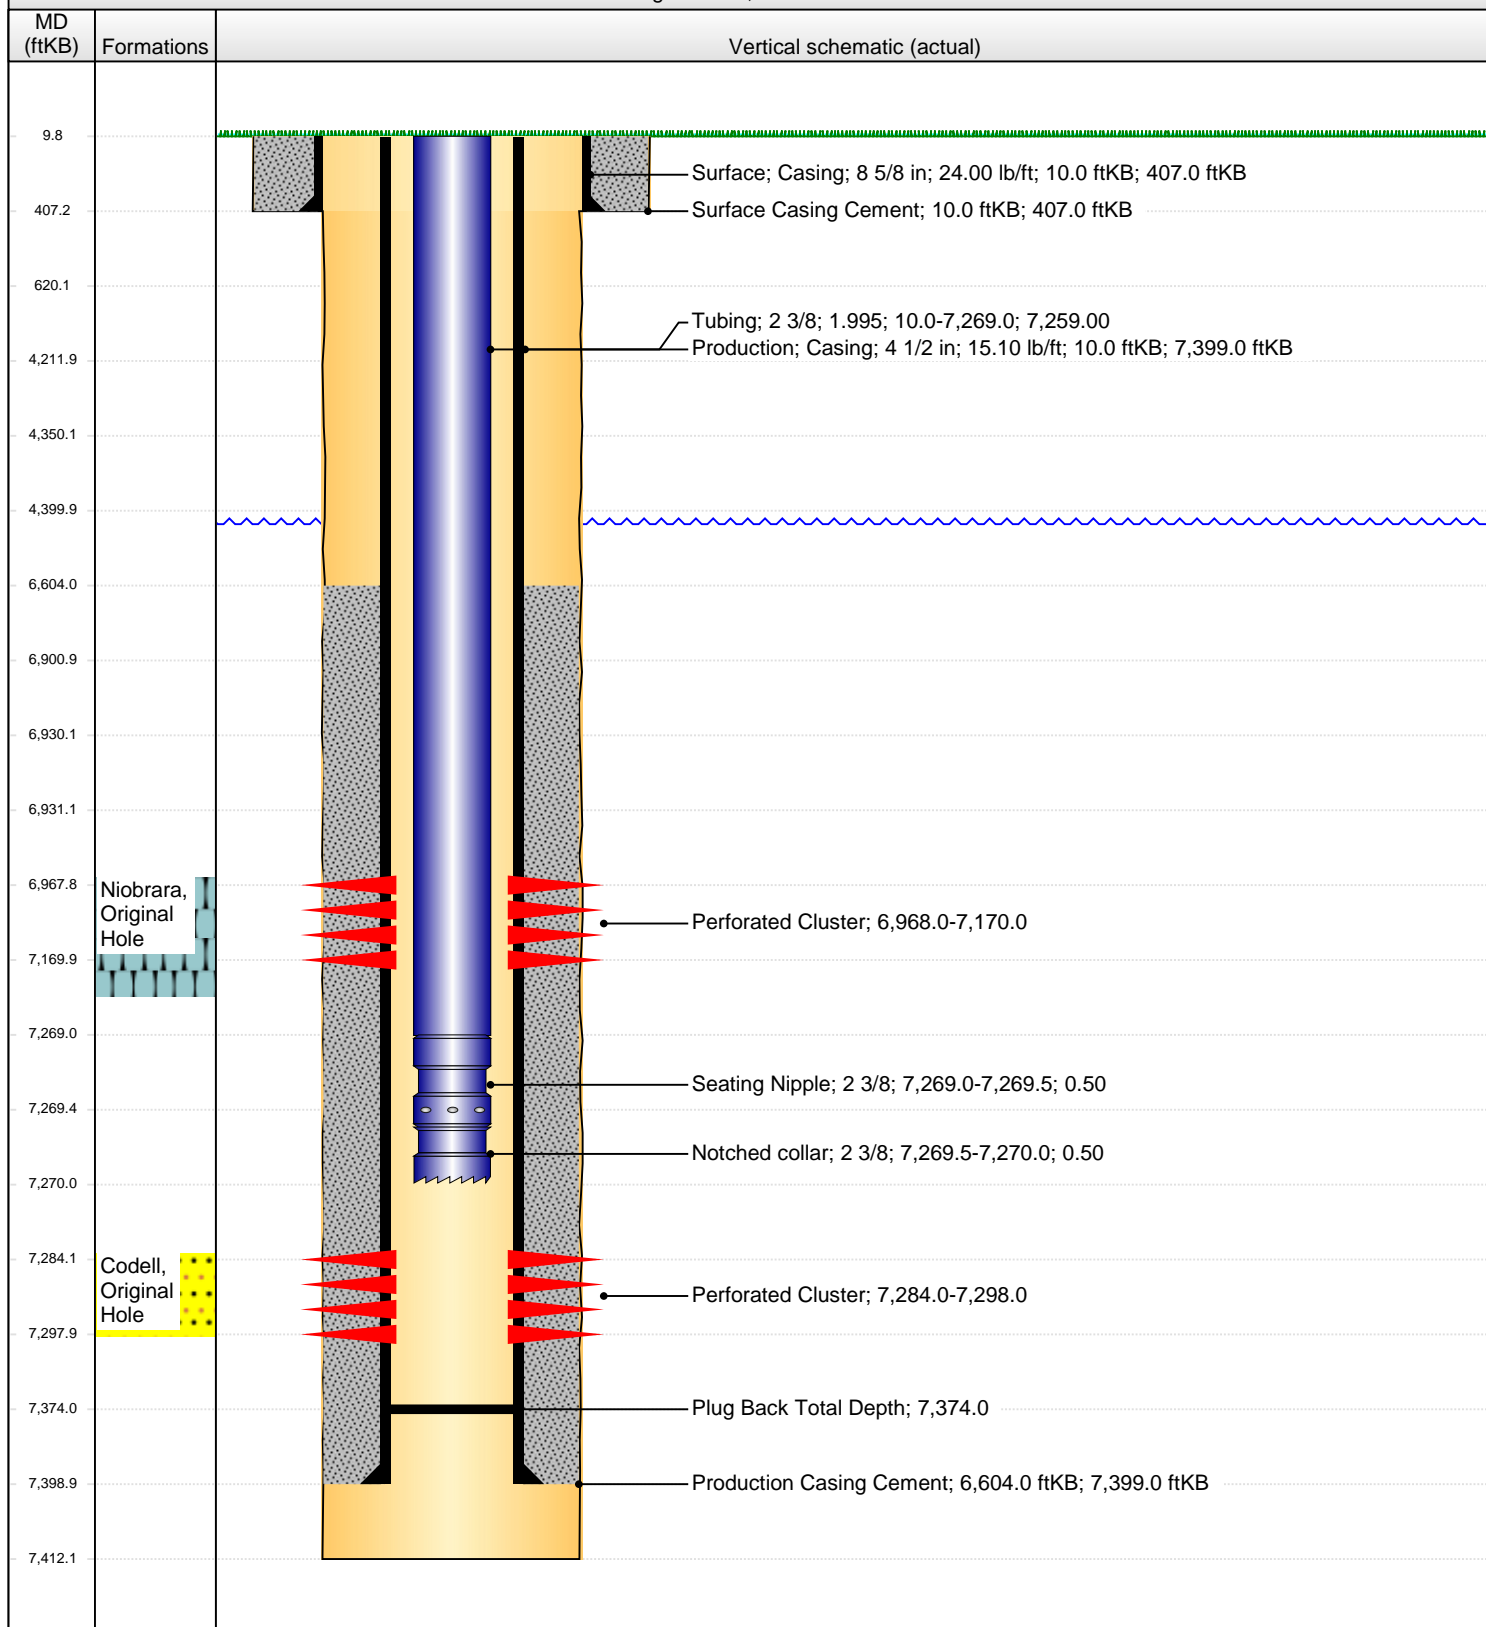 MD
(ftKB)
Formations
Vertical schematic (actual)
9.8
Surface; Casing; 8 5/8 in; 24.00 lb/ft; 10.0 ftKB; 407.0 ftKB
407.2
Surface Casing Cement; 10.0 ftKB; 407.0 ftKB
620.1
Tubing; 2 3/8; 1.995; 10.0-7,269.0; 7,259.00
Production; Casing; 4 1/2 in; 15.10 lb/ft; 10.0 ftKB; 7,399.0 ftKB
4,211.9
4,350.1
4,399.9
6,604.0
6,900.9
6,930.1
6,931.1
6,967.8
Niobrara,
Original
Hole
Perforated Cluster; 6,968.0-7,170.0
7,169.9
7,269.0
Seating Nipple; 2 3/8; 7,269.0-7,269.5; 0.50
7,269.4
Notched collar; 2 3/8; 7,269.5-7,270.0; 0.50
7,270.0
7,284.1
Codell,
Original
Hole
Perforated Cluster; 7,284.0-7,298.0
7,297.9
7,374.0
Plug Back Total Depth; 7,374.0
7,398.9
Production Casing Cement; 6,604.0 ftKB; 7,399.0 ftKB
7,412.1